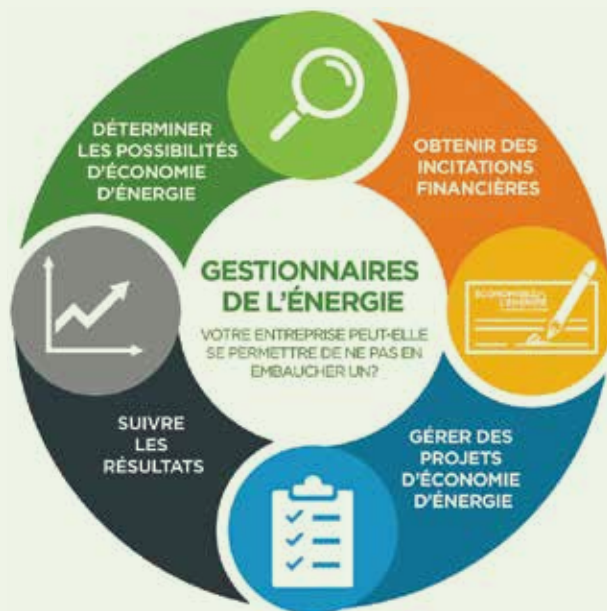 DÉTERMINER
LES POSSIBILITÉS
D'ÉCONOMIE
D'ÉNERGIE
OBTENIR DES
INCITATIONS
FINANCIÈRES
GESTIONNAIRES
DE L'ÉNERGIE
VOTRE ENTREPRISE PEUT-ELLE
SE PERMETTRE DE NE PAS EN
EMBAUCHER UN?
SUIVRE
LES
RÉSULTATS
GÉRER DES
PROJETS
D'ÉCONOMIE
D'ÉNERGIE